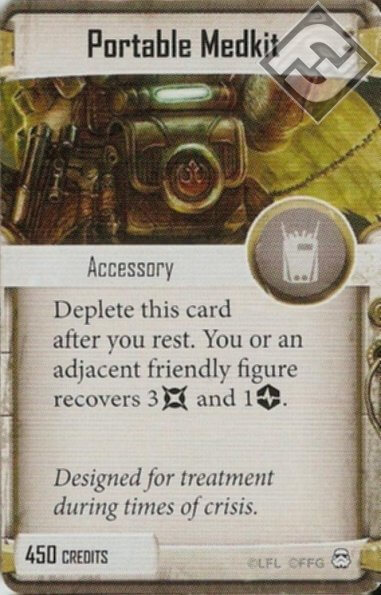 Portable Medkit
Accessory
Deplete this card
after you rest. You or an
adjacent friendly figure
recovers 3 and 1.
Designed for treatment
during times of crisis.
450 CREDITS
©LFL ©FFG